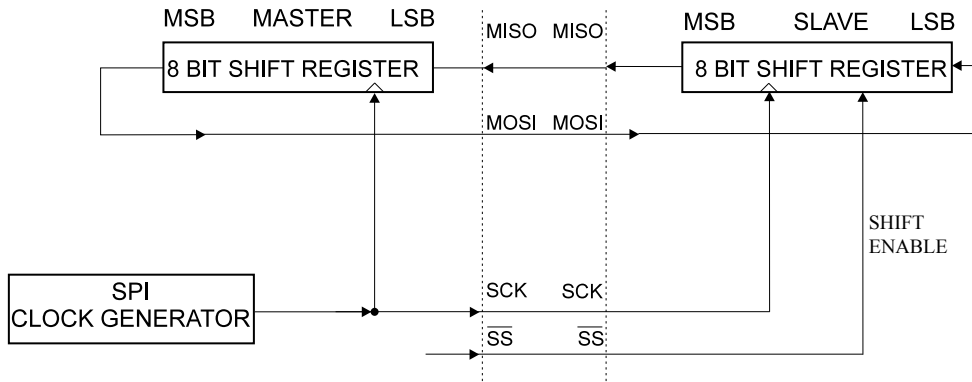 MSB MASTER LSB
MISO MISO
MSB SLAVE LSB
8 BIT SHIFT REGISTER
8 BIT SHIFT REGISTER
MOSI MOSI
SHIFT
ENABLE
SPI
CLOCK GENERATOR
SCK SCK
SS SS